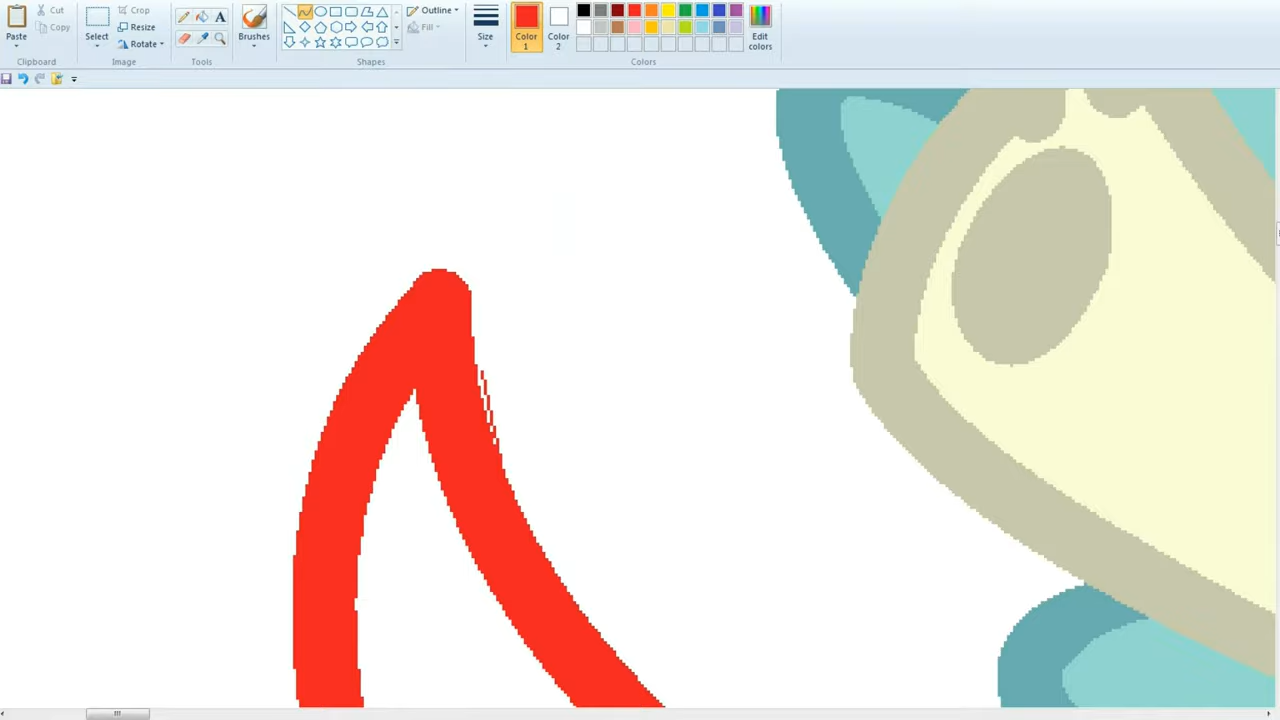 Cut
Copy
Paste
Clipboard
Crop
Resize
Rotate
Select
Image
A
Tools
Brushes
Outline
Fill
Shapes
Size
Color
1
Color
2
Edit
colors
Colors